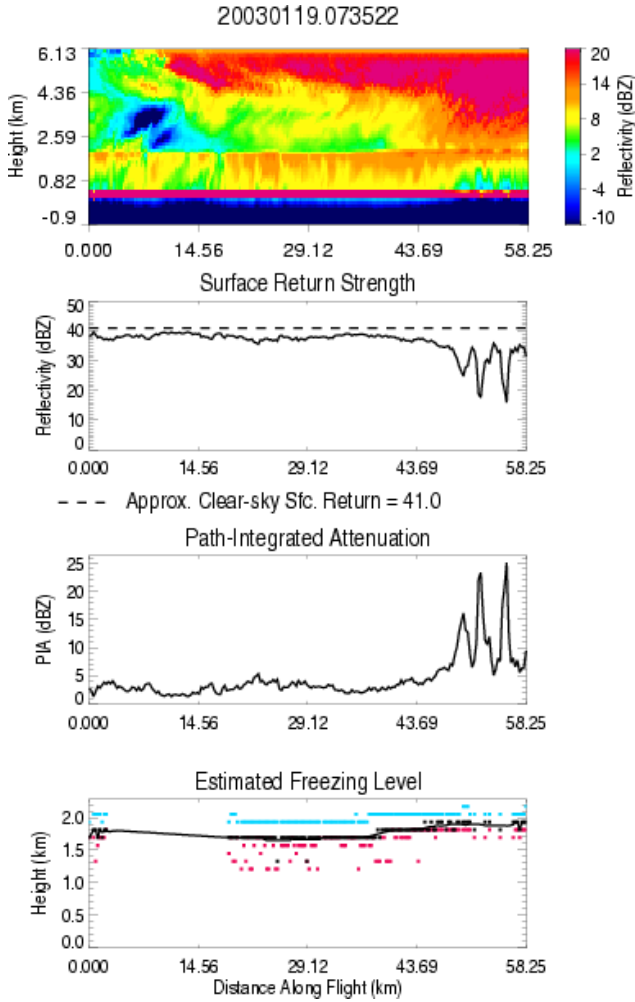 20030119.073522
6.13
4.36
2.59
0.82
-0.9
Height (km)
0.000 14.56 29.12 43.69 58.25
20
14
8
2
-4
-10
Reflectivity (dBZ)
Surface Return Strength
50
40
30
20
10
0
Reflectivity (dBZ)
0.000 14.56 29.12 43.69 58.25
Approx. Clear-sky Sfc. Return = 41.0
Path-Integrated Attenuation
25
20
15
10
5
0
PIA (dBZ)
0.000 14.56 29.12 43.69 58.25
Estimated Freezing Level
2.0
1.5
1.0
0.5
0.0
Height (km)
0.000 14.56 29.12 43.69 58.25
Distance Along Flight (km)